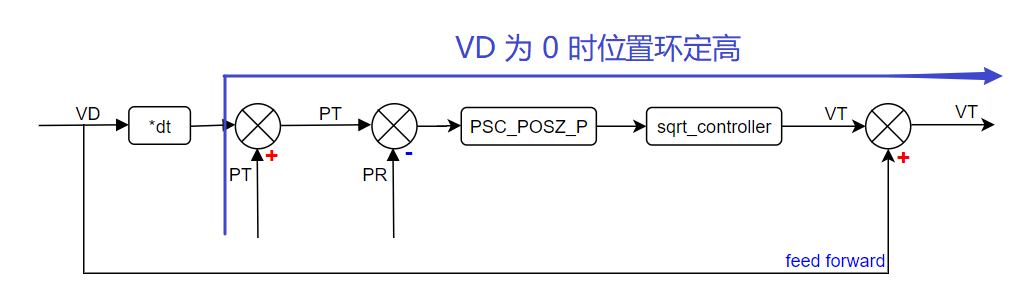 VD 为 0 时位置环定高
VD
*dt
PT
+
PT
-
PR
PSC_POSZ_P
sqrt_controller
VT
+
VT
feed forward